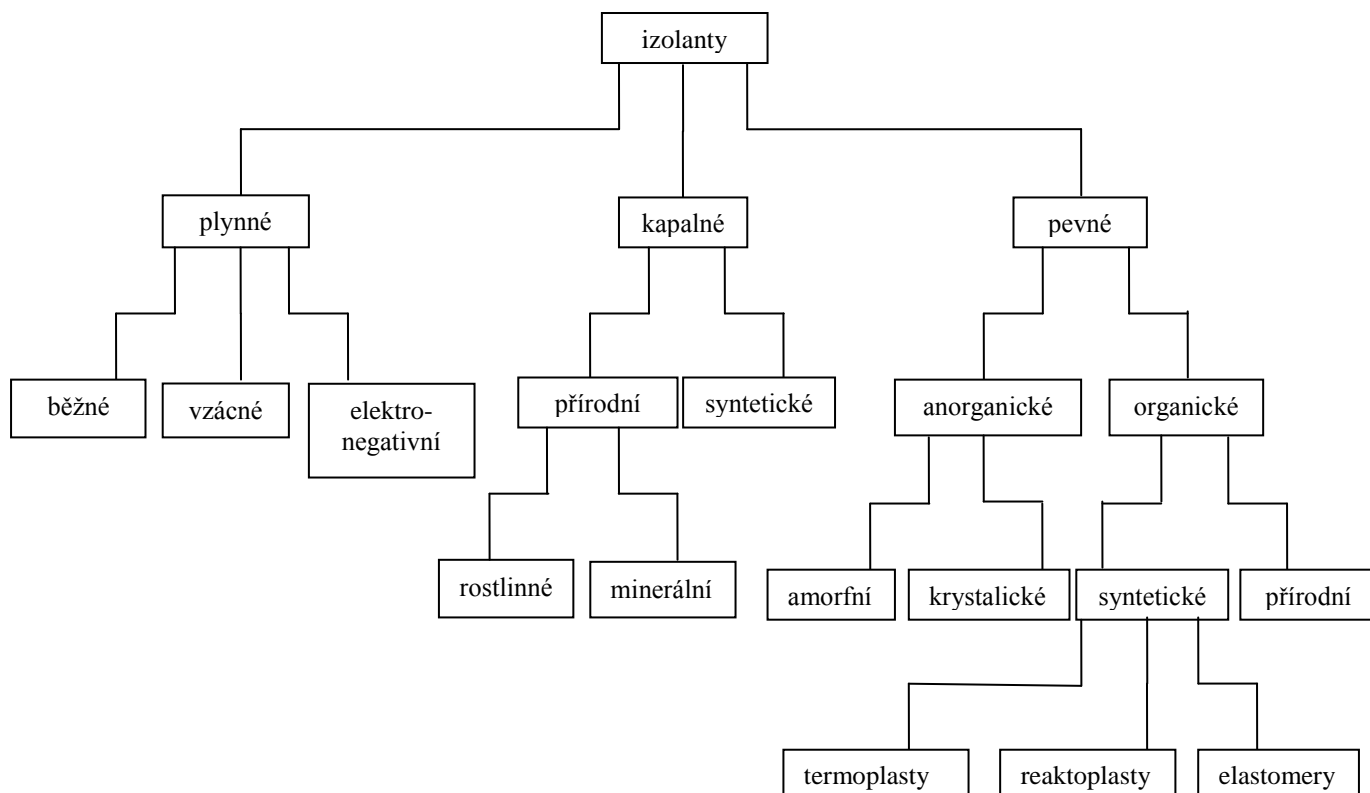 izolanty
plynné
kapalné
pevné
běžné
vzácné
elektro-
negativní
přírodní
syntetické
anorganické
organické
rostlinné
minerální
amorfní
krystalické
syntetické
přírodní
termoplasty
reaktoplasty
elastomery